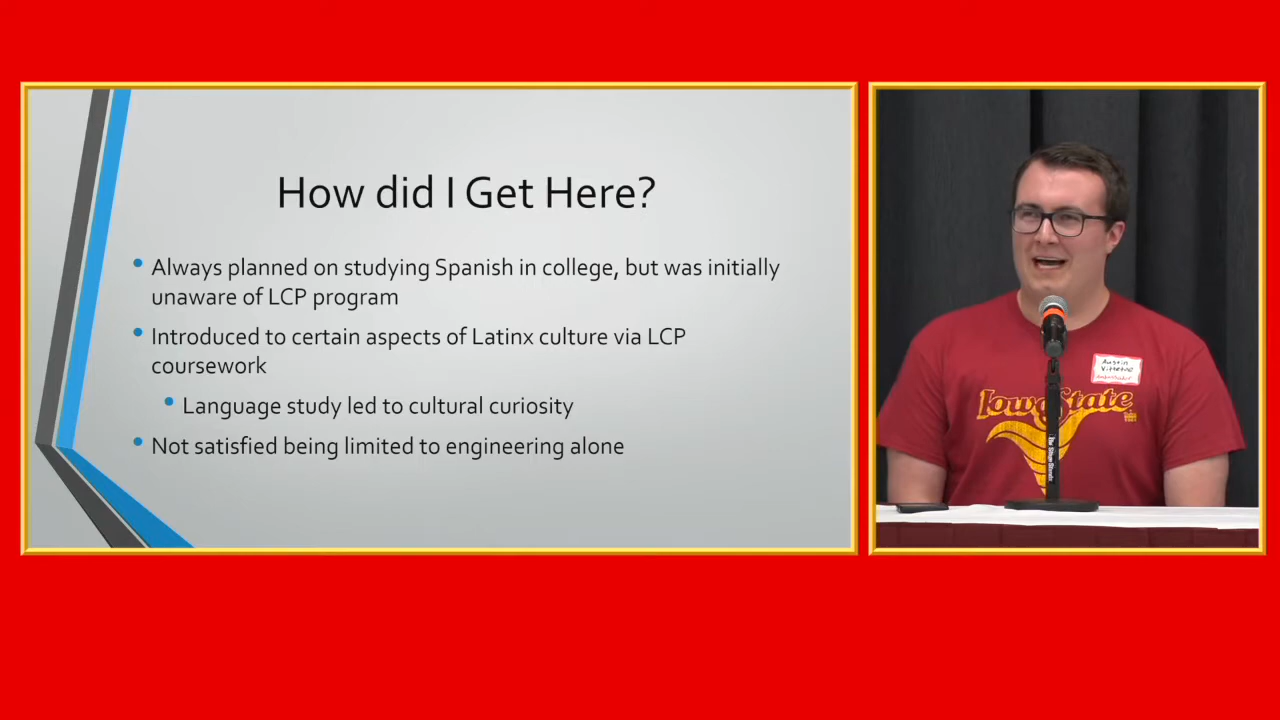 How did I Get Here?
Always planned on studying Spanish in college, but was initially
unaware of LCP program
Introduced to certain aspects of Latinx culture via LCP
coursework
Language study led to cultural curiosity
Not satisfied being limited to engineering alone
Austin
Iowa State